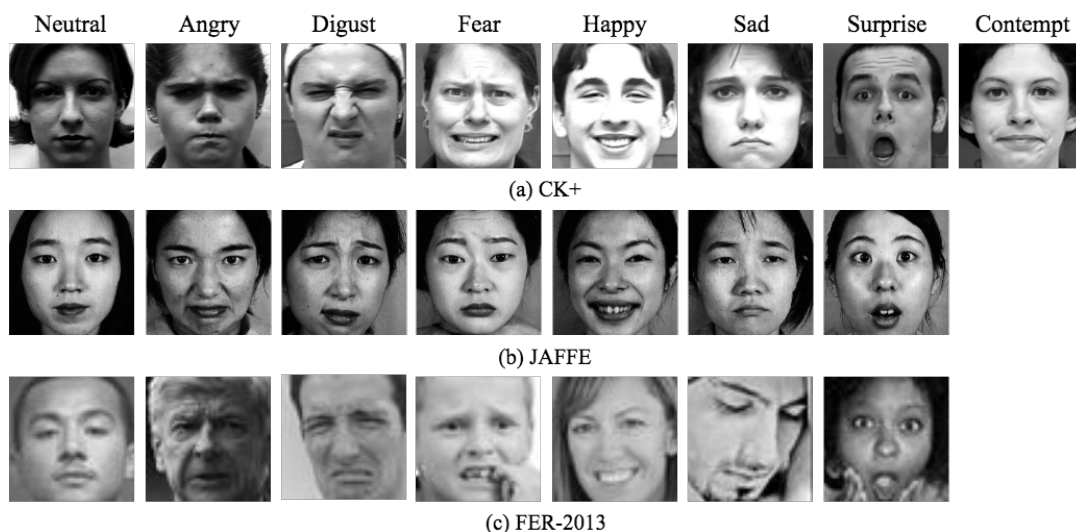 Neutral Angry Digust Fear Happy Sad Surprise Contempt
(a) CK+
(b) JAFFE
(c) FER-2013